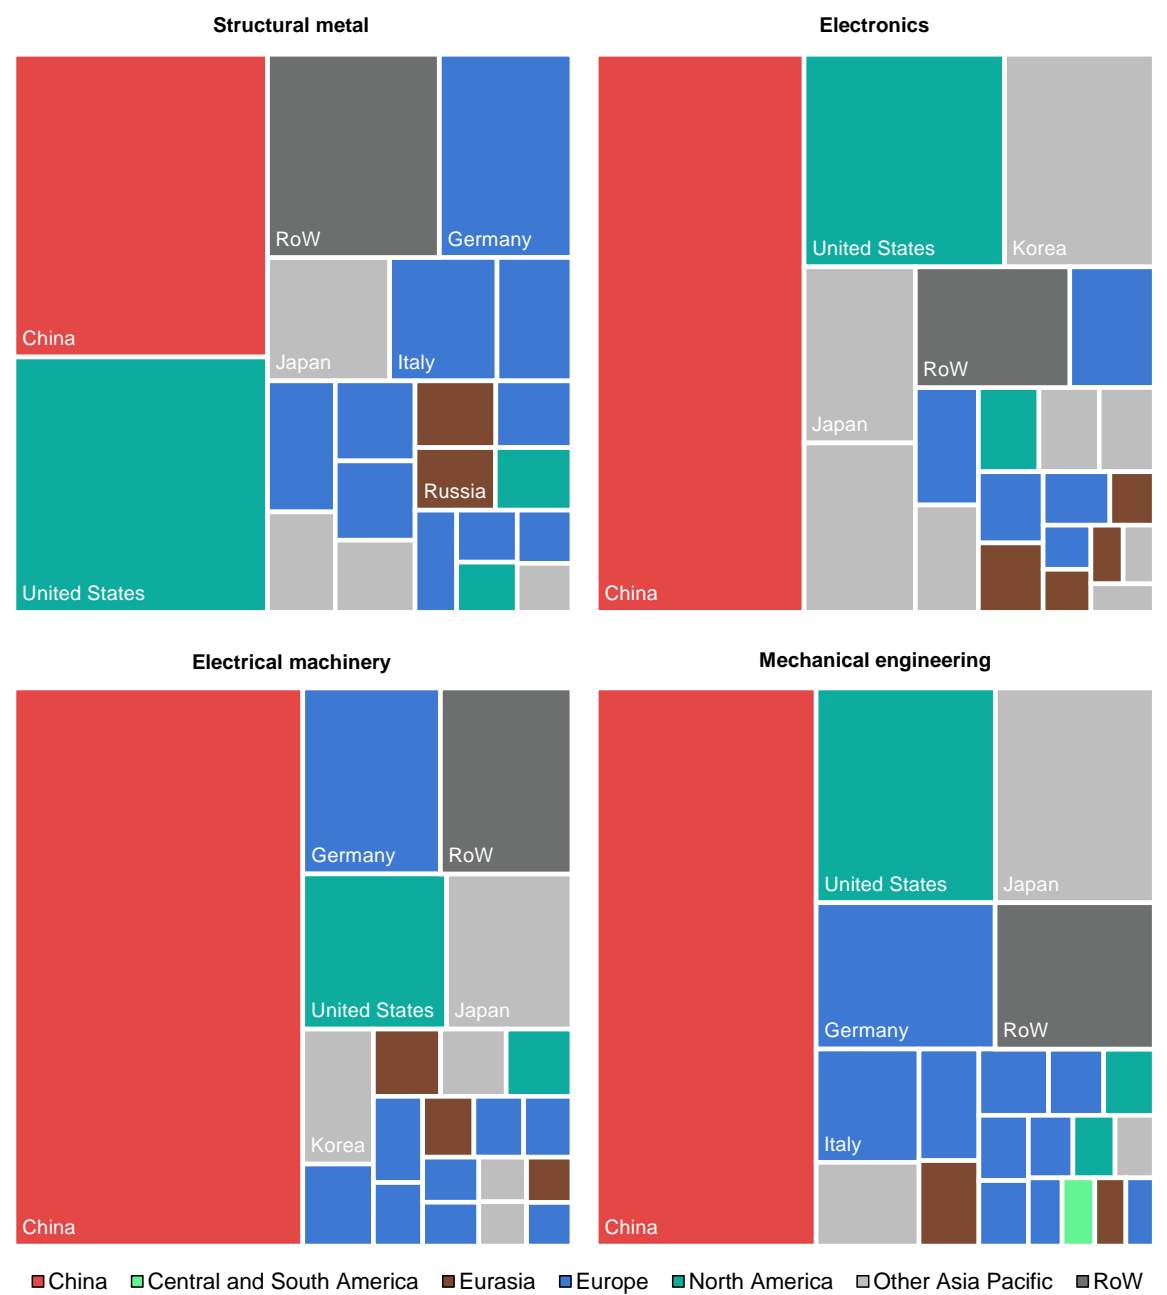 Structural metal
Electronics
RoW
Germany
China
Japan
Italy
Russia
United States
United States
Korea
RoW
Japan
China
Electrical machinery
Mechanical engineering
Germany
RoW
United States
Japan
Korea
China
United States
Japan
Germany
RoW
Italy
China
China Central and South America Eurasia Europe North America Other Asia Pacific RoW